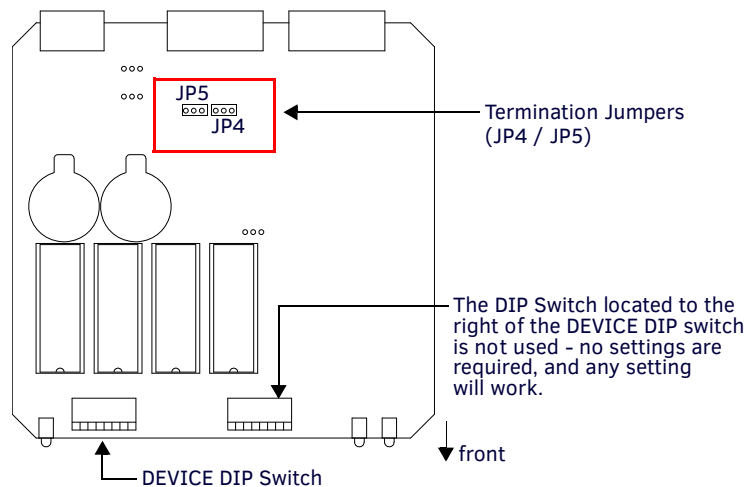 JP5
JP4
Termination Jumpers
(JP4 / JP5)
The DIP Switch located to the
right of the DEVICE DIP switch
is not used - no settings are
required, and any setting
will work.
front
DEVICE DIP Switch